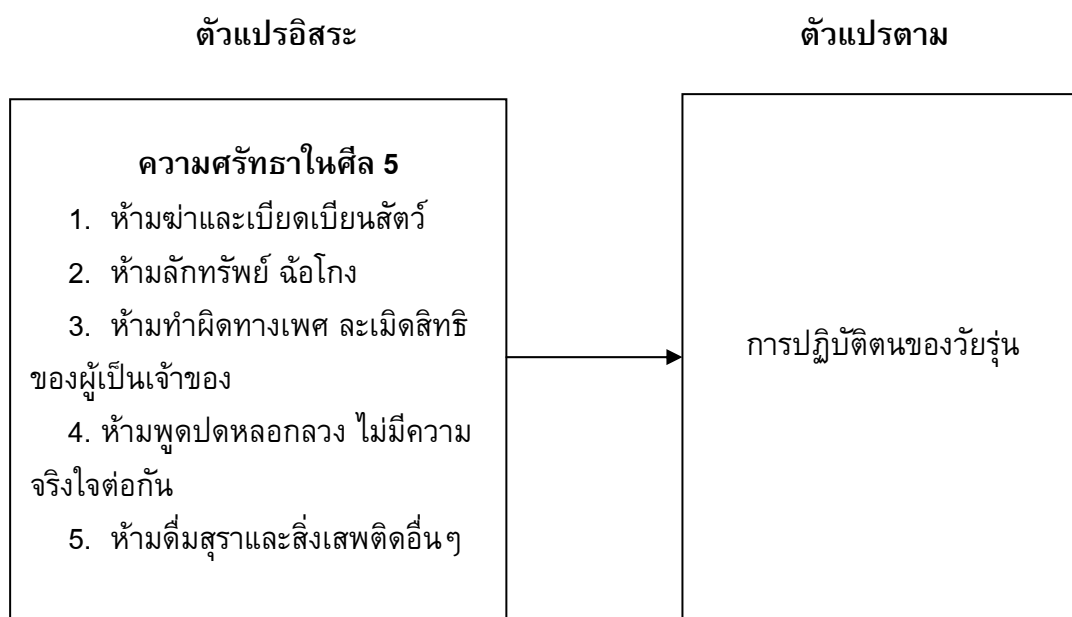 ตัวแปรอิสระ
ตัวแปรตาม
ความศรัทธาในศีล 5
1. ห้ามฆ่าและเบียดเบียนสัตว์
2. ห้ามลักทรัพย์ ฉ้อโกง
3. ห้ามทำผิดทางเพศ ละเมิดสิทธิ
ของผู้เป็นเจ้าของ
4. ห้ามพูดปดหลอกลวง ไม่มีความ
จริงใจต่อกัน
5. ห้ามดื่มสุราและสิ่งเสพติดอื่นๆ
การปฏิบัติตนของวัยรุ่น